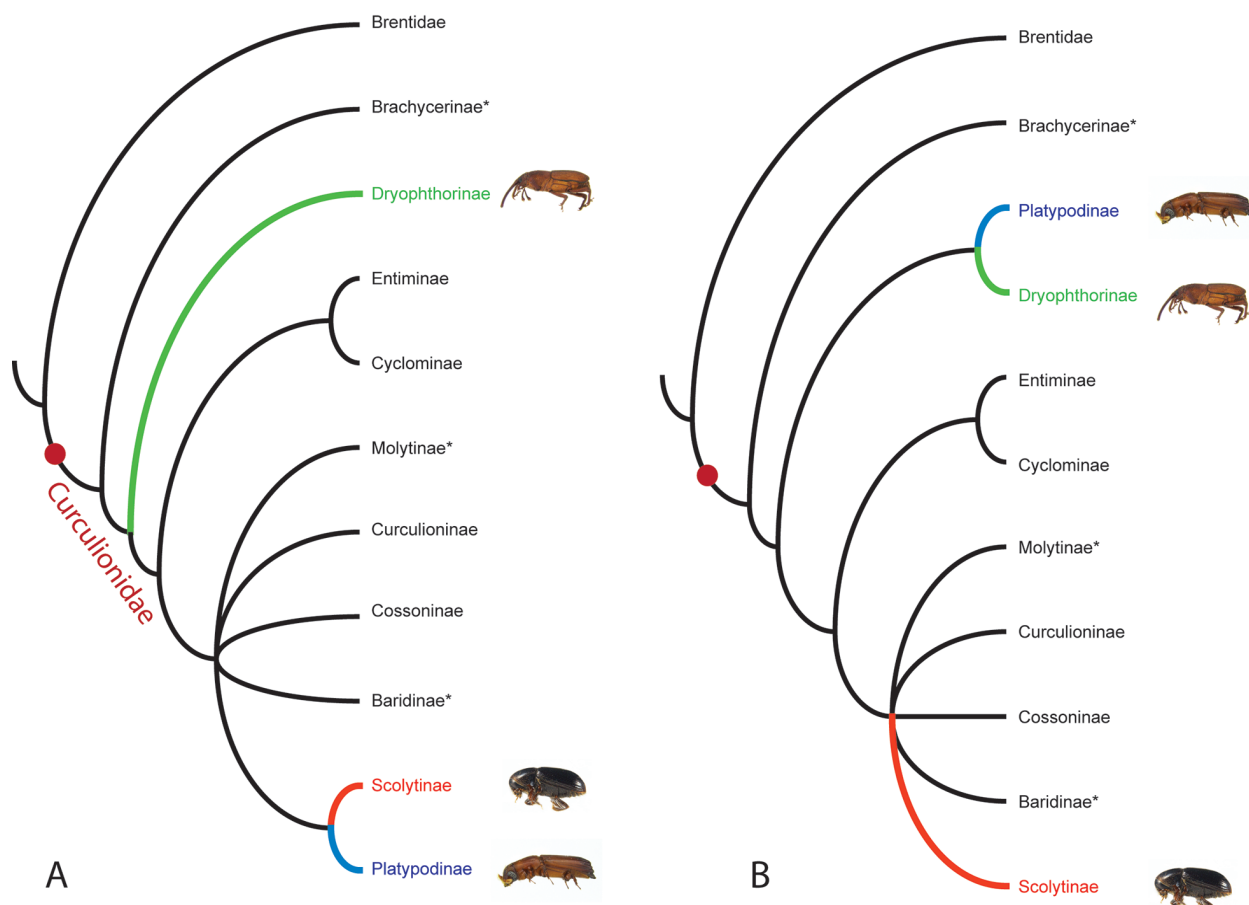 Brentidae
Brachycerinae*
Dryophthorinae
Entiminae
Cyclominae
Molytinae*
Curculioninae
Cossoninae
Baridinae*
Scolytinae
Platypodinae
Curculionidae
A
Brentidae
Brachycerinae*
Platypodinae
Dryophthorinae
Entiminae
Cyclominae
Molytinae*
Curculioninae
Cossoninae
Baridinae*
Scolytinae
B